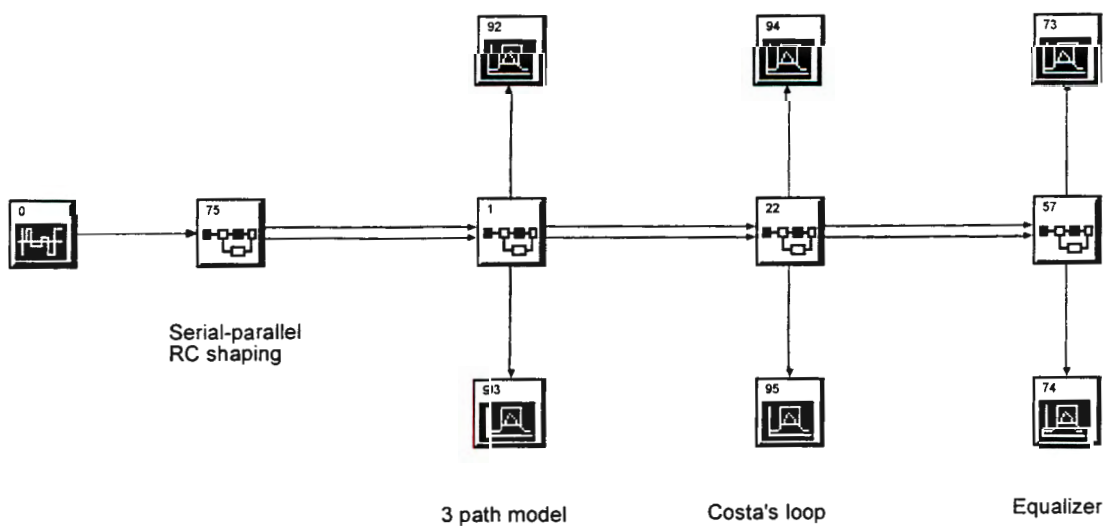 92
94
73
0
75
1
22
57
Serial-parallel
RC shaping
93
95
74
3 path model
Costa's loop
Equalizer